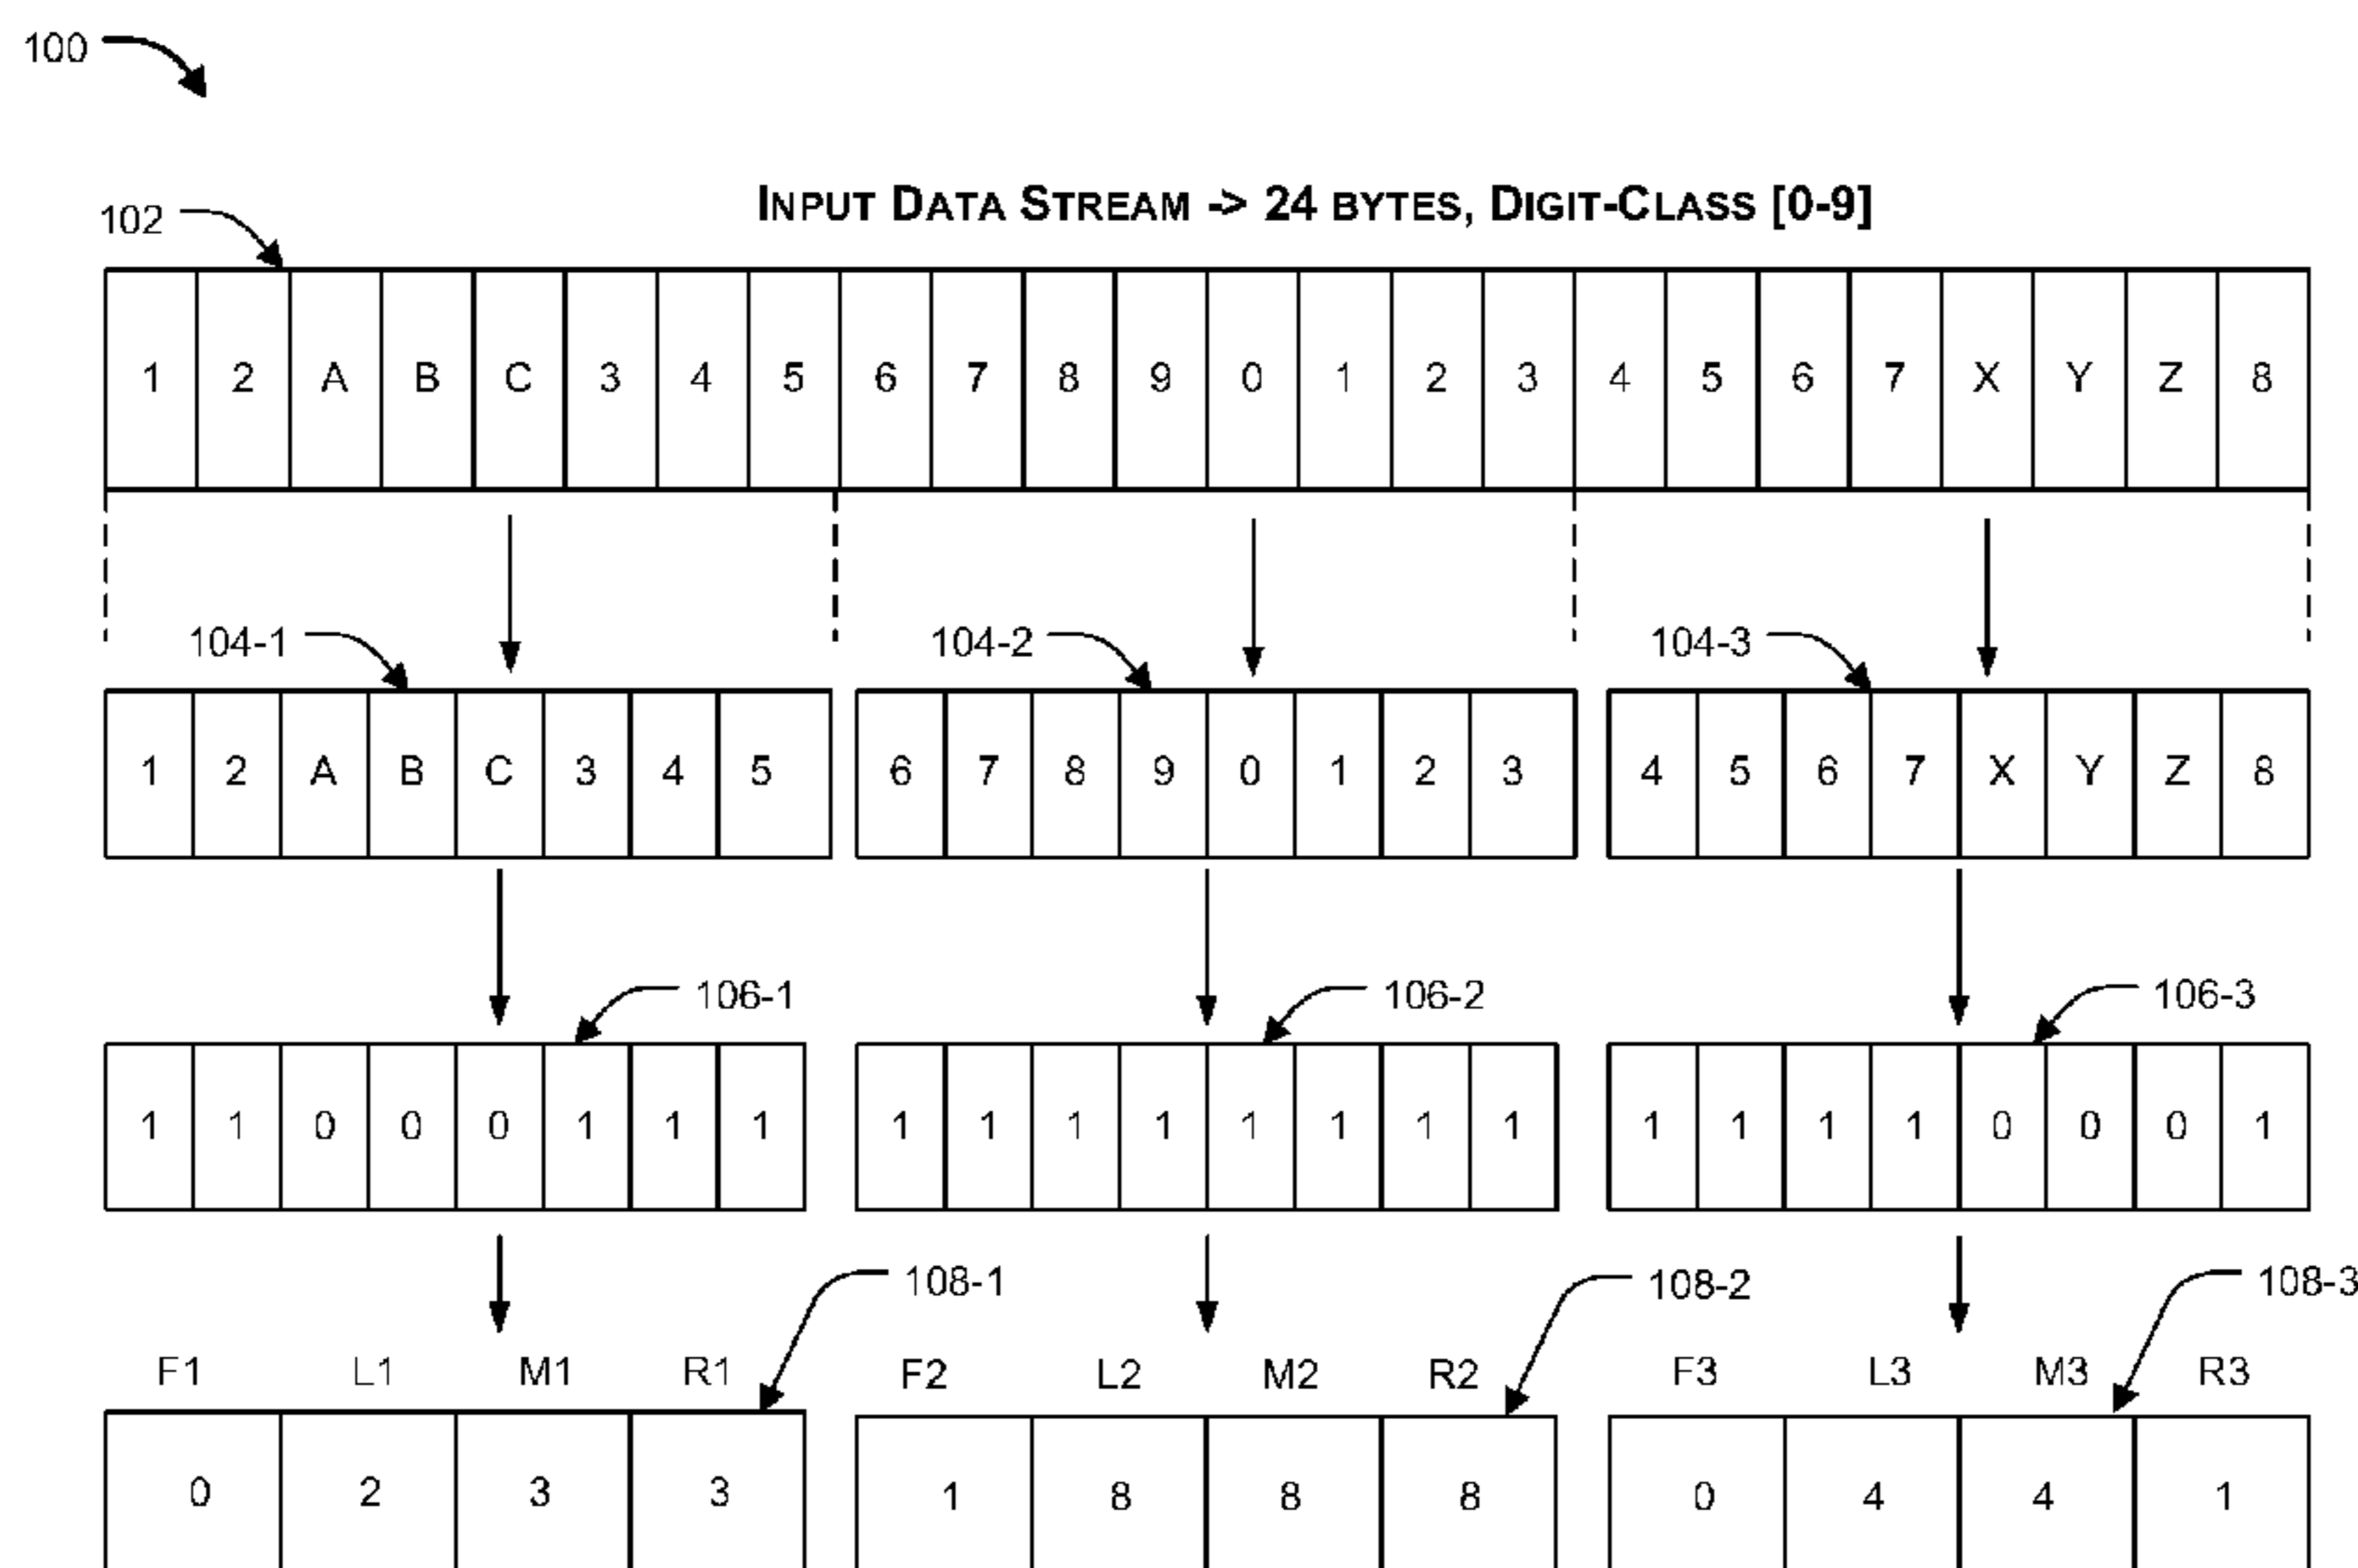 100
INPUT DATA STREAM -> 24 BYTES, DIGIT-CLASS [0-9]
102
1 2 A B C 3 4 5 6 7 8 9 0 1 2 3 4 5 6 7 X Y Z 8
104-1 104-2 104-3
1 2 A B C 3 4 5 6 7 8 9 0 1 2 3 4 5 6 7 X Y Z 8
106-1 106-2 106-3
1 1 0 0 0 1 1 1 1 1 1 1 1 1 1 1 1 1 1 1 0 0 0 1
108-1 108-2 108-3
F1 L1 M1 R1 F2 L2 M2 R2 F3 L3 M3 R3
0 2 3 3 1 8 8 8 0 4 4 1